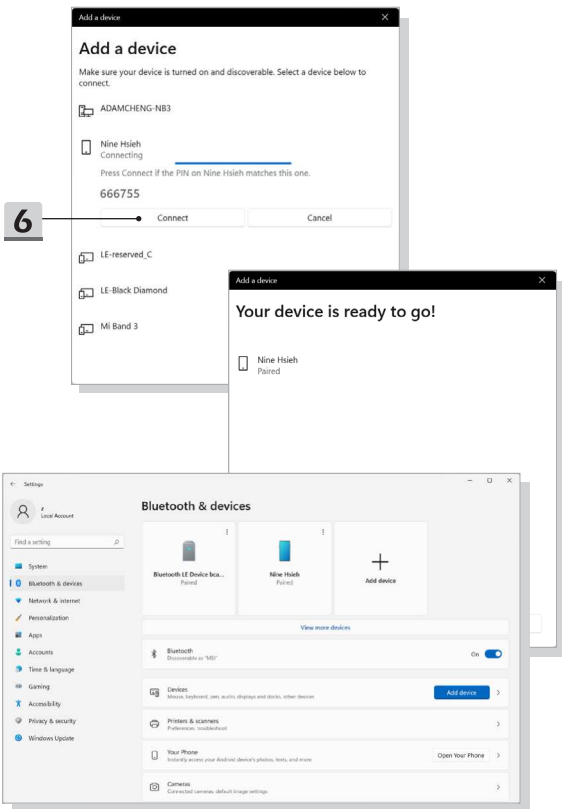 Add a device
Add a device
Make sure your device is turned on and discoverable. Select a device below to
connect.
ADAMCHENG-NB3
Nine Hsieh
Connecting
Press Connect if the PIN on Nine Hsieh matches this one.
666755
6
Connect
Cancel
LE-reserved_C
LE-Black Diamond
Mi Band 3
Add a device
Your device is ready to go!
Nine Hsieh
Paired
Settings
Local Account
Find a setting
System
Bluetooth & devices
Network & internet
Personalization
Apps
Accounts
Time & language
Gaming
Accessibility
Privacy & security
Windows Update
Bluetooth & devices
Bluetooth LE Device bca...
Paired
Nine Hsieh
Paired
Add device
View more devices
Bluetooth
Discoverable as "MSI"
On
Devices
Mouse, keyboard, pen, audio, displays and docks, other devices
Add device
Printers & scanners
Preferences, troubleshoot
Your Phone
Instantly access your Android device's photos, texts, and more
Open Your Phone
Cameras
Connected cameras, default image settings